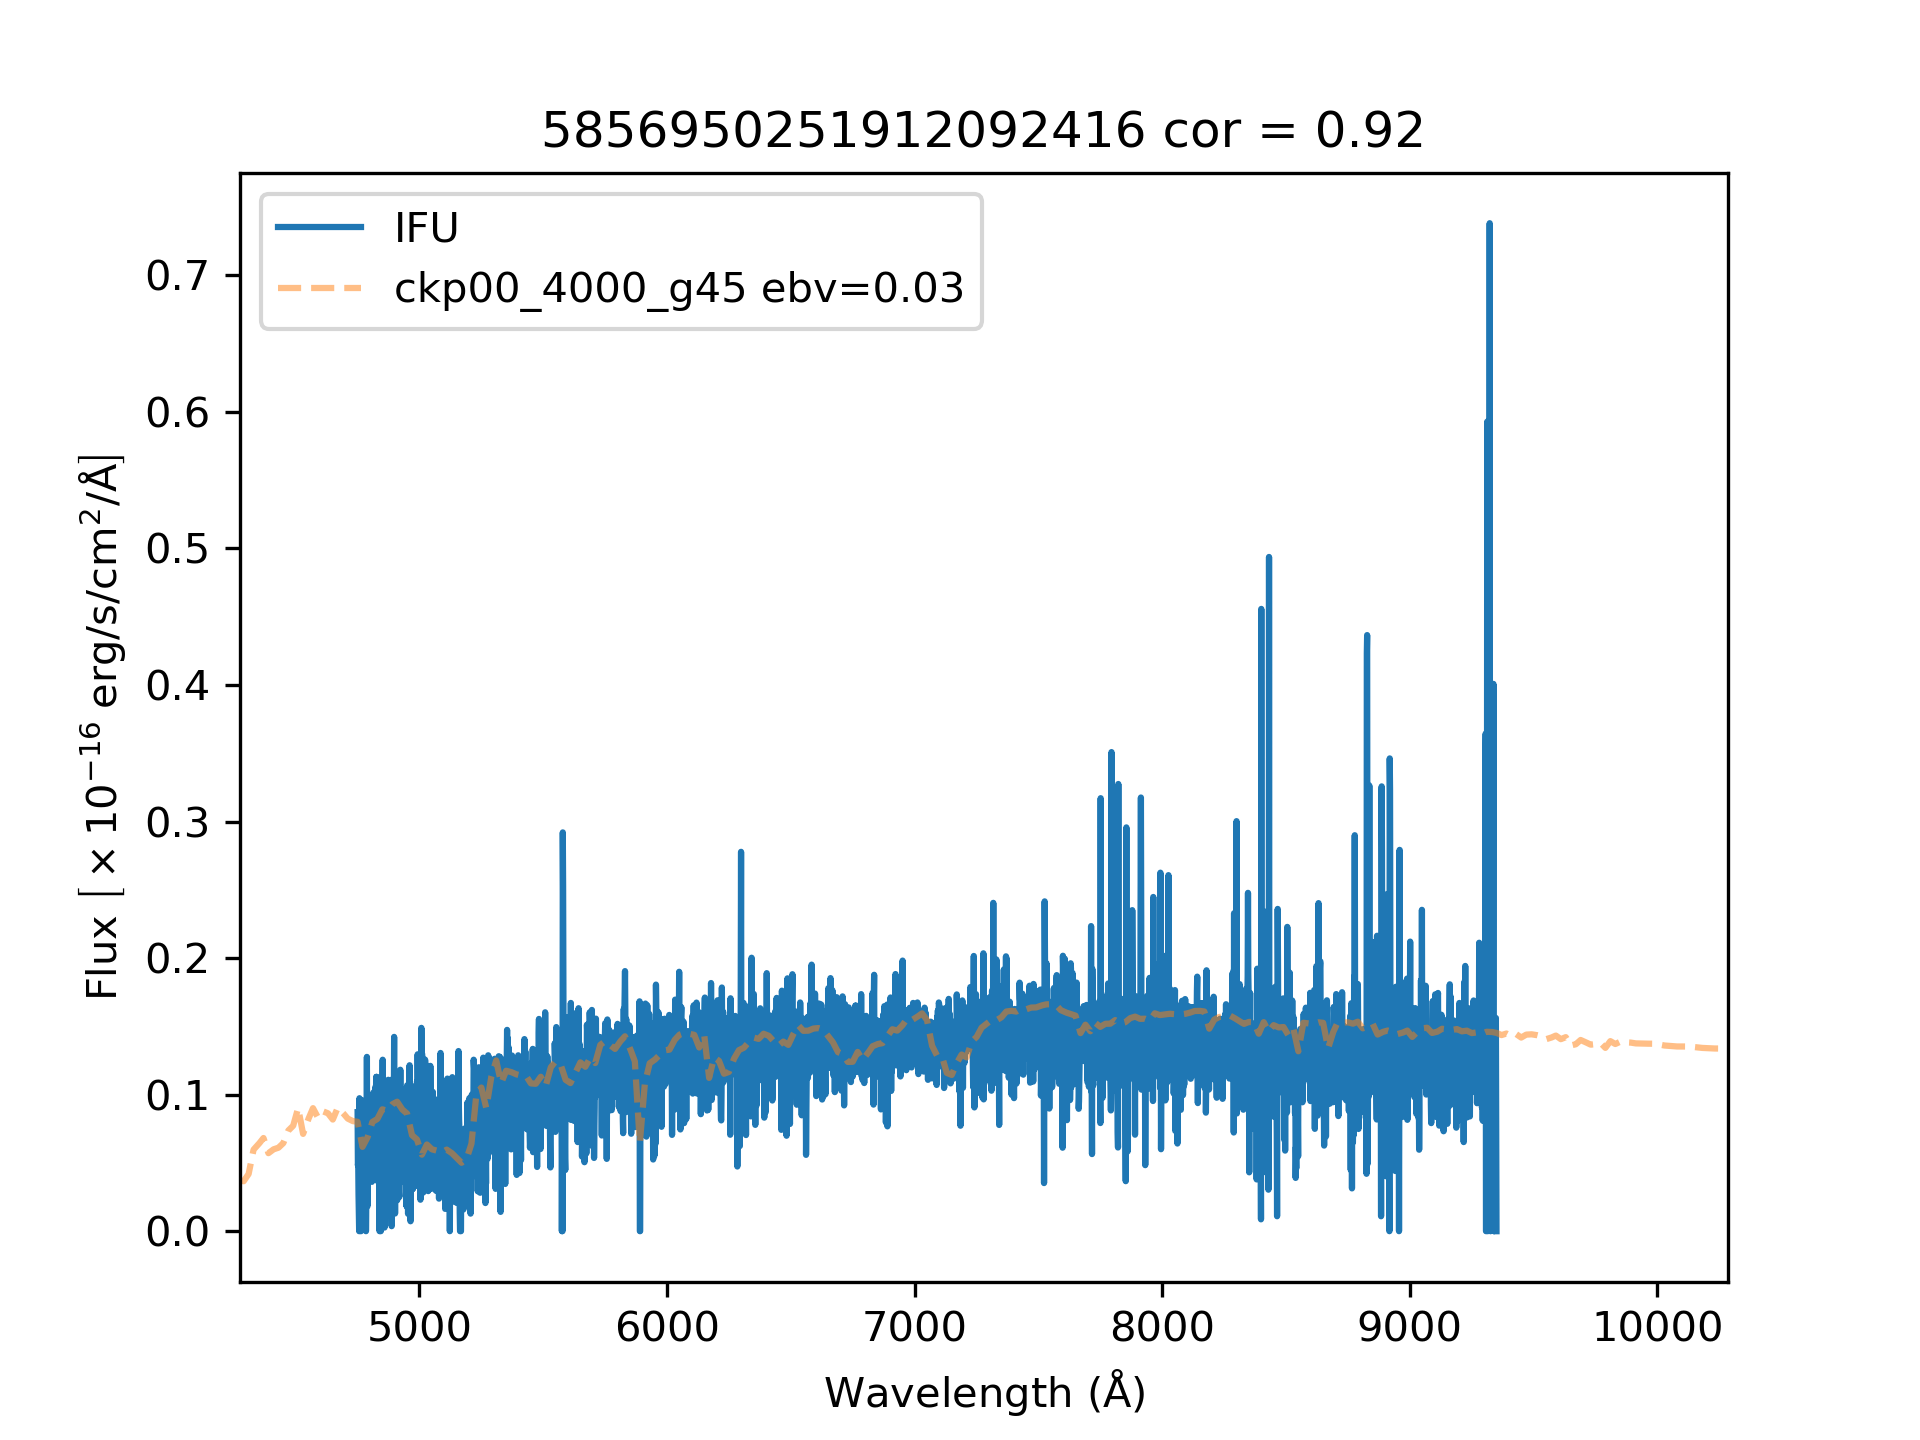 5856950251912092416 cor = 0.92
IFU
ckp00_4000_g45 ebv=0.03
0.7
0.6
0.5
0.4
0.3
0.2
0.1
0.0
Flux [×10⁻¹⁶ erg/s/cm²/Å]
5000 6000 7000 8000 9000 10000
Wavelength (Å)